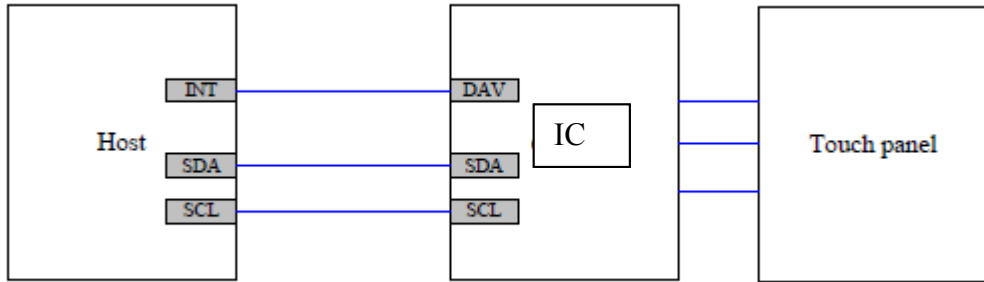 INT
DAV
Host
IC
Touch panel
SDA
SDA
SCL
SCL